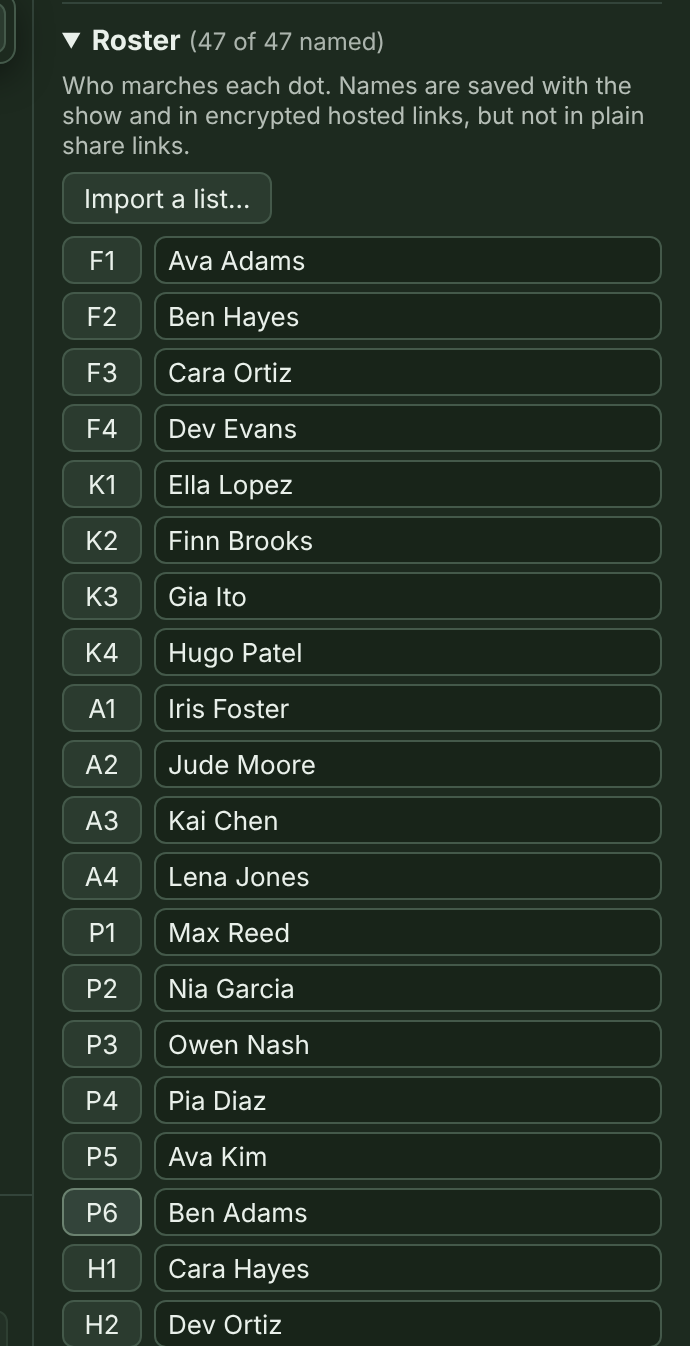 ▼ Roster (47 of 47 named)
Who marches each dot. Names are saved with the
show and in encrypted hosted links, but not in plain
share links.
Import a list...
F1 Ava Adams
F2 Ben Hayes
F3 Cara Ortiz
F4 Dev Evans
K1 Ella Lopez
K2 Finn Brooks
K3 Gia Ito
K4 Hugo Patel
A1 Iris Foster
A2 Jude Moore
A3 Kai Chen
A4 Lena Jones
P1 Max Reed
P2 Nia Garcia
P3 Owen Nash
P4 Pia Diaz
P5 Ava Kim
P6 Ben Adams
H1 Cara Hayes
H2 Dev Ortiz